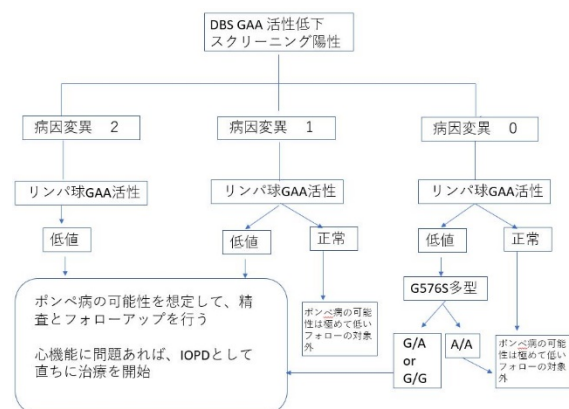 DBS GAA 活性低下
スクリーニング陽性
病因変異 2
病因変異 1
病因変異 0
リンパ球GAA活性
リンパ球GAA活性
リンパ球GAA活性
低値
低値
正常
低値
正常
G576S多型
ポンペ病の可能性を想定して、精
査とフォローアップを行う
心機能に問題あれば、IOPDとして
直ちに治療を開始
ポンペ病の可能
性は極めて低い
フォローの対象
外
G/A
or
G/G
A/A
ポンペ病の可能
性は極めて低い
フォローの対象
外